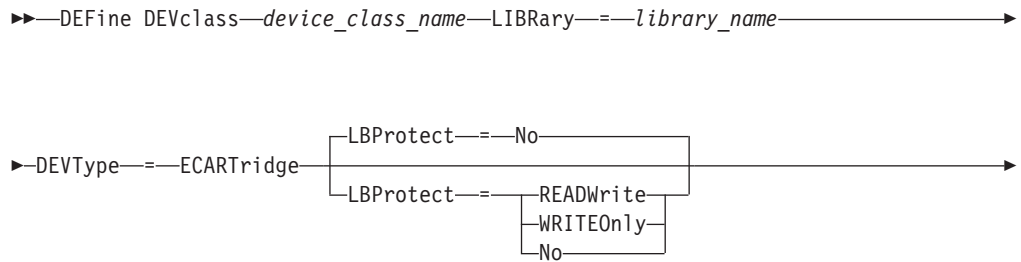 DEFine DEVclass device_class_name LIBRary = library_name
LBProtect = No
DEVType = ECARTridge
LBProtect = READWrite
WRITEOnly
No